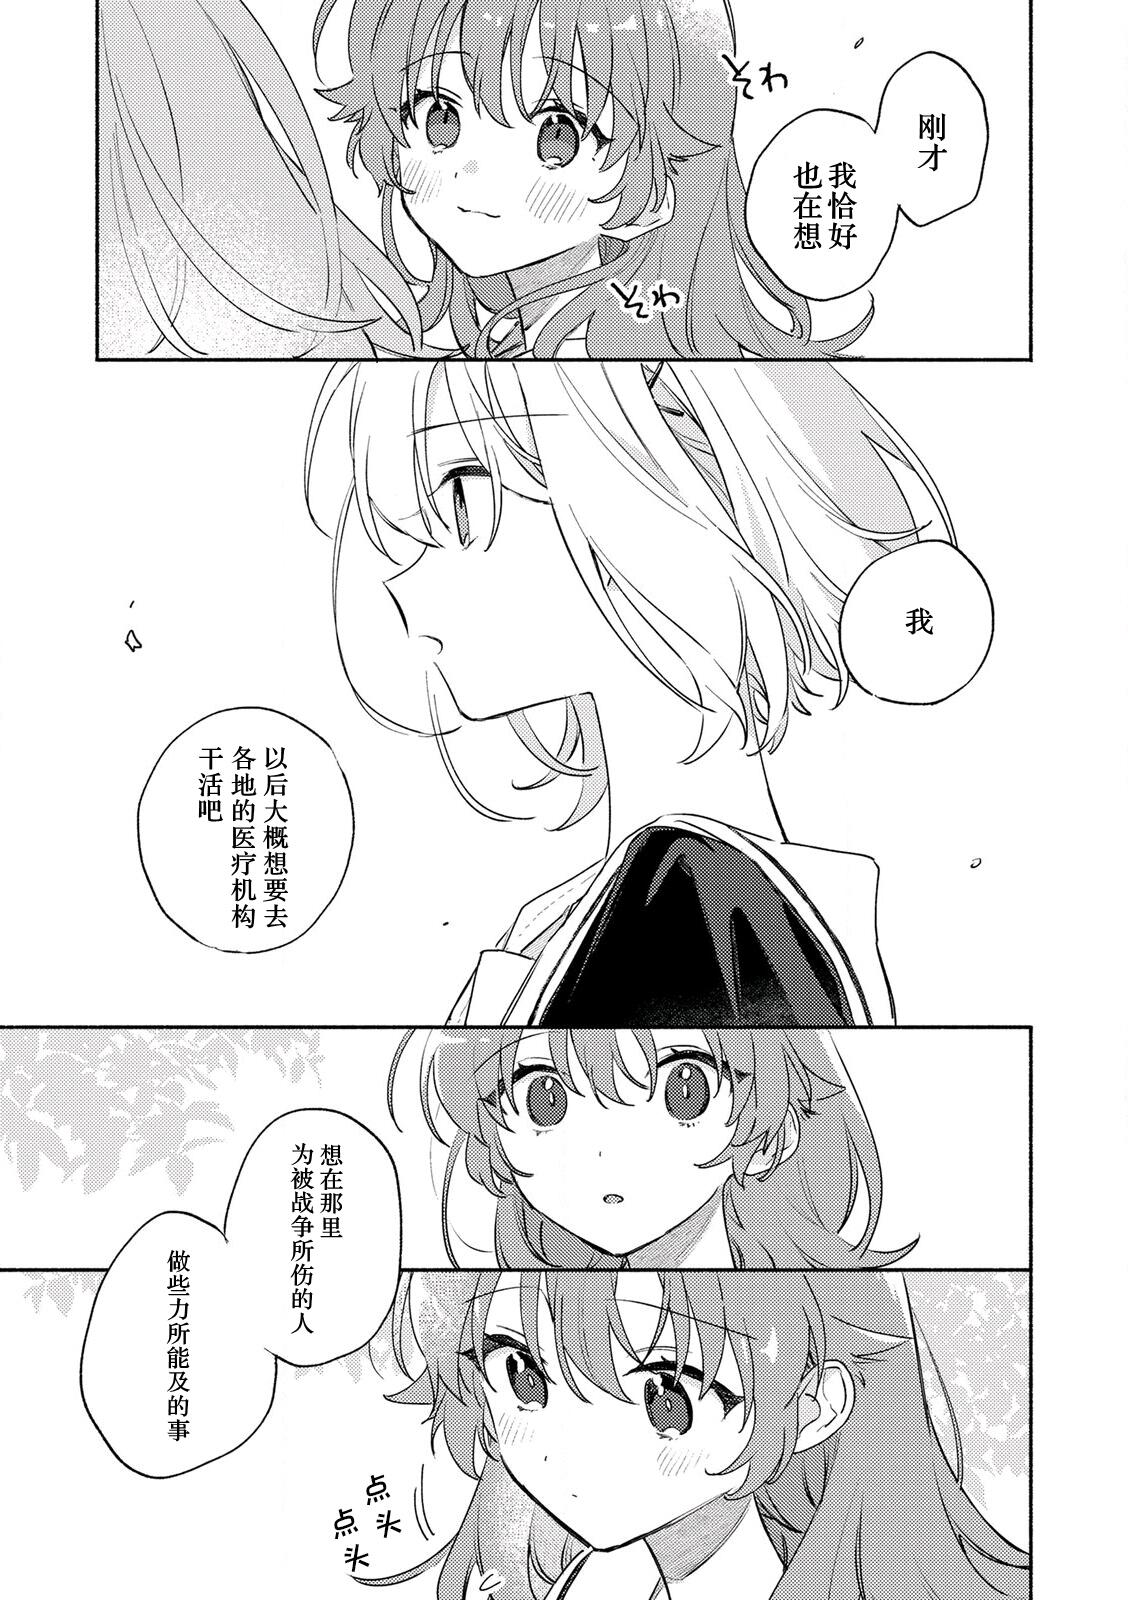 刚才
我恰好
也在想
そわ
そわ
我
以后大概想要去
各地的医疗机构
干活吧
想在那里
为被战争所伤的人
做些力所能及的事
点头
点头